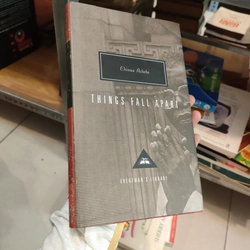 Chinua Achebe
THINGS FALL APART
EVERYMAN'S LIBRARY